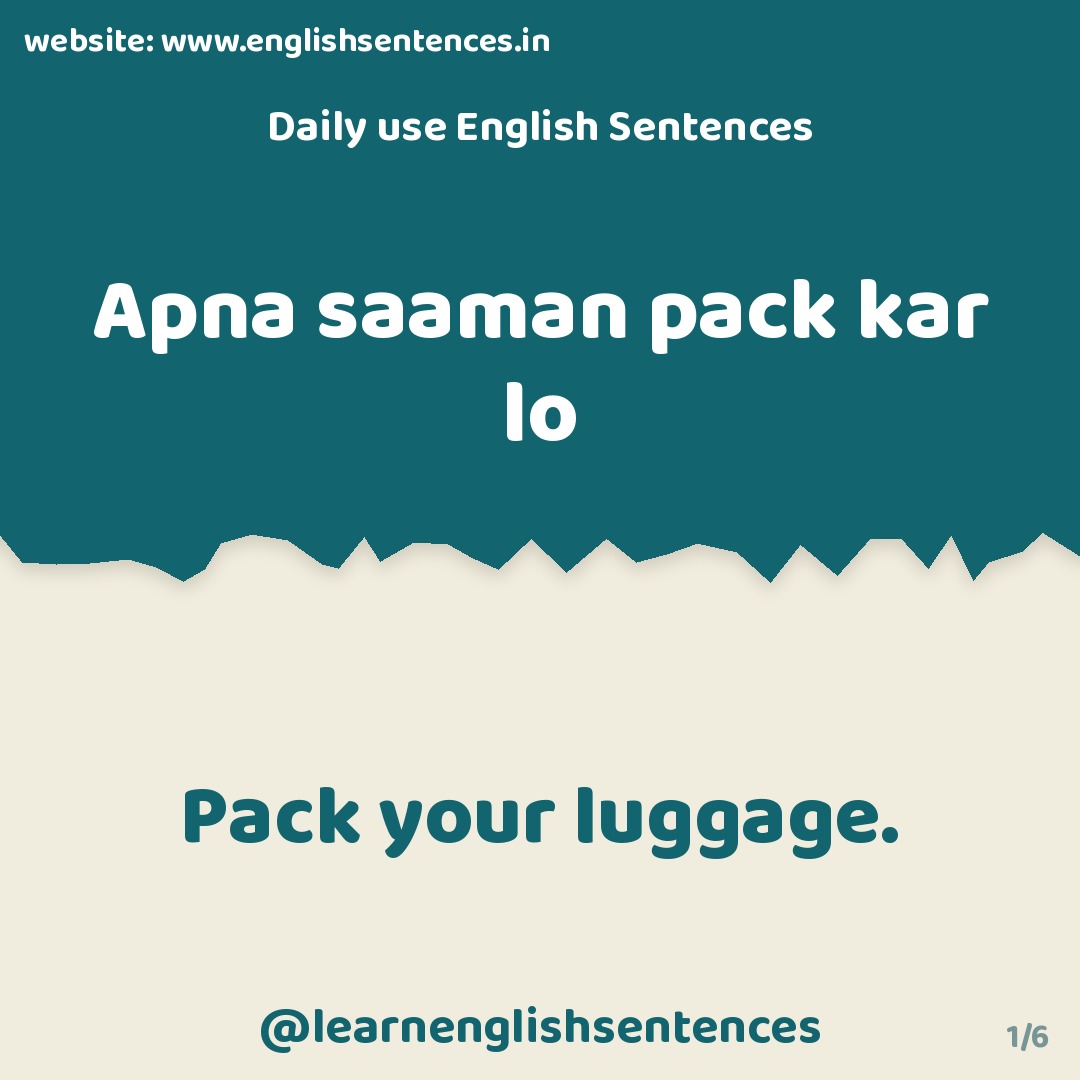 website: www.englishsentences.in
Daily use English Sentences
Apna saaman pack kar
lo
Pack your luggage.
@learnenglishsentences
1/6